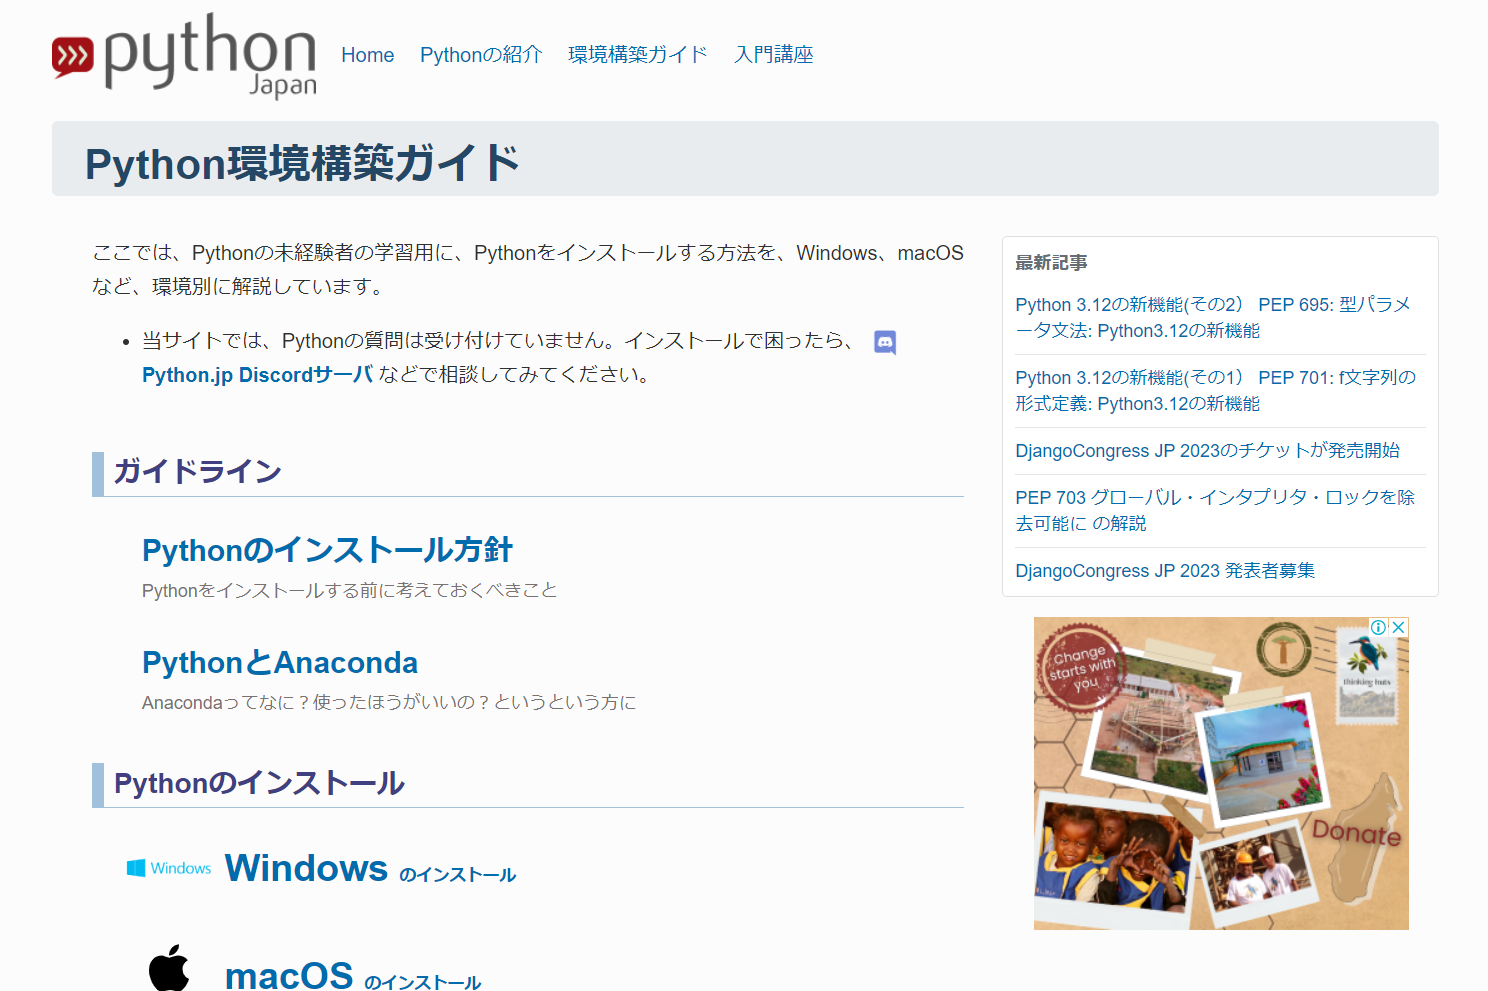 python
Japan
Home Pythonの紹介 環境構築ガイド 入門講座
Python環境構築ガイド
ここでは、Pythonの未経験者の学習用に、Pythonをインストールする方法を、Windows、macOS
など、環境別に解説しています。
当サイトでは、Pythonの質問は受け付けていません。インストールで困ったら、
Python.jp Discordサーバ などで相談してみてください。
ガイドライン
Pythonのインストール方針
Pythonをインストールする前に考えておくべきこと
PythonとAnaconda
Anacondaってなに？使ったほうがいいの？というという方に
Pythonのインストール
Windows Windows のインストール
macOS のインストール
最新記事
Python 3.12の新機能(その2） PEP 695: 型パラメ
ータ文法: Python3.12の新機能
Python 3.12の新機能(その1） PEP 701: f文字列の
形式定義: Python3.12の新機能
DjangoCongress JP 2023のチケットが発売開始
PEP 703 グローバル・インタプリタ・ロックを除
去可能に の解説
DjangoCongress JP 2023 発表者募集
Change
starts with
you
thinking huts
Donate